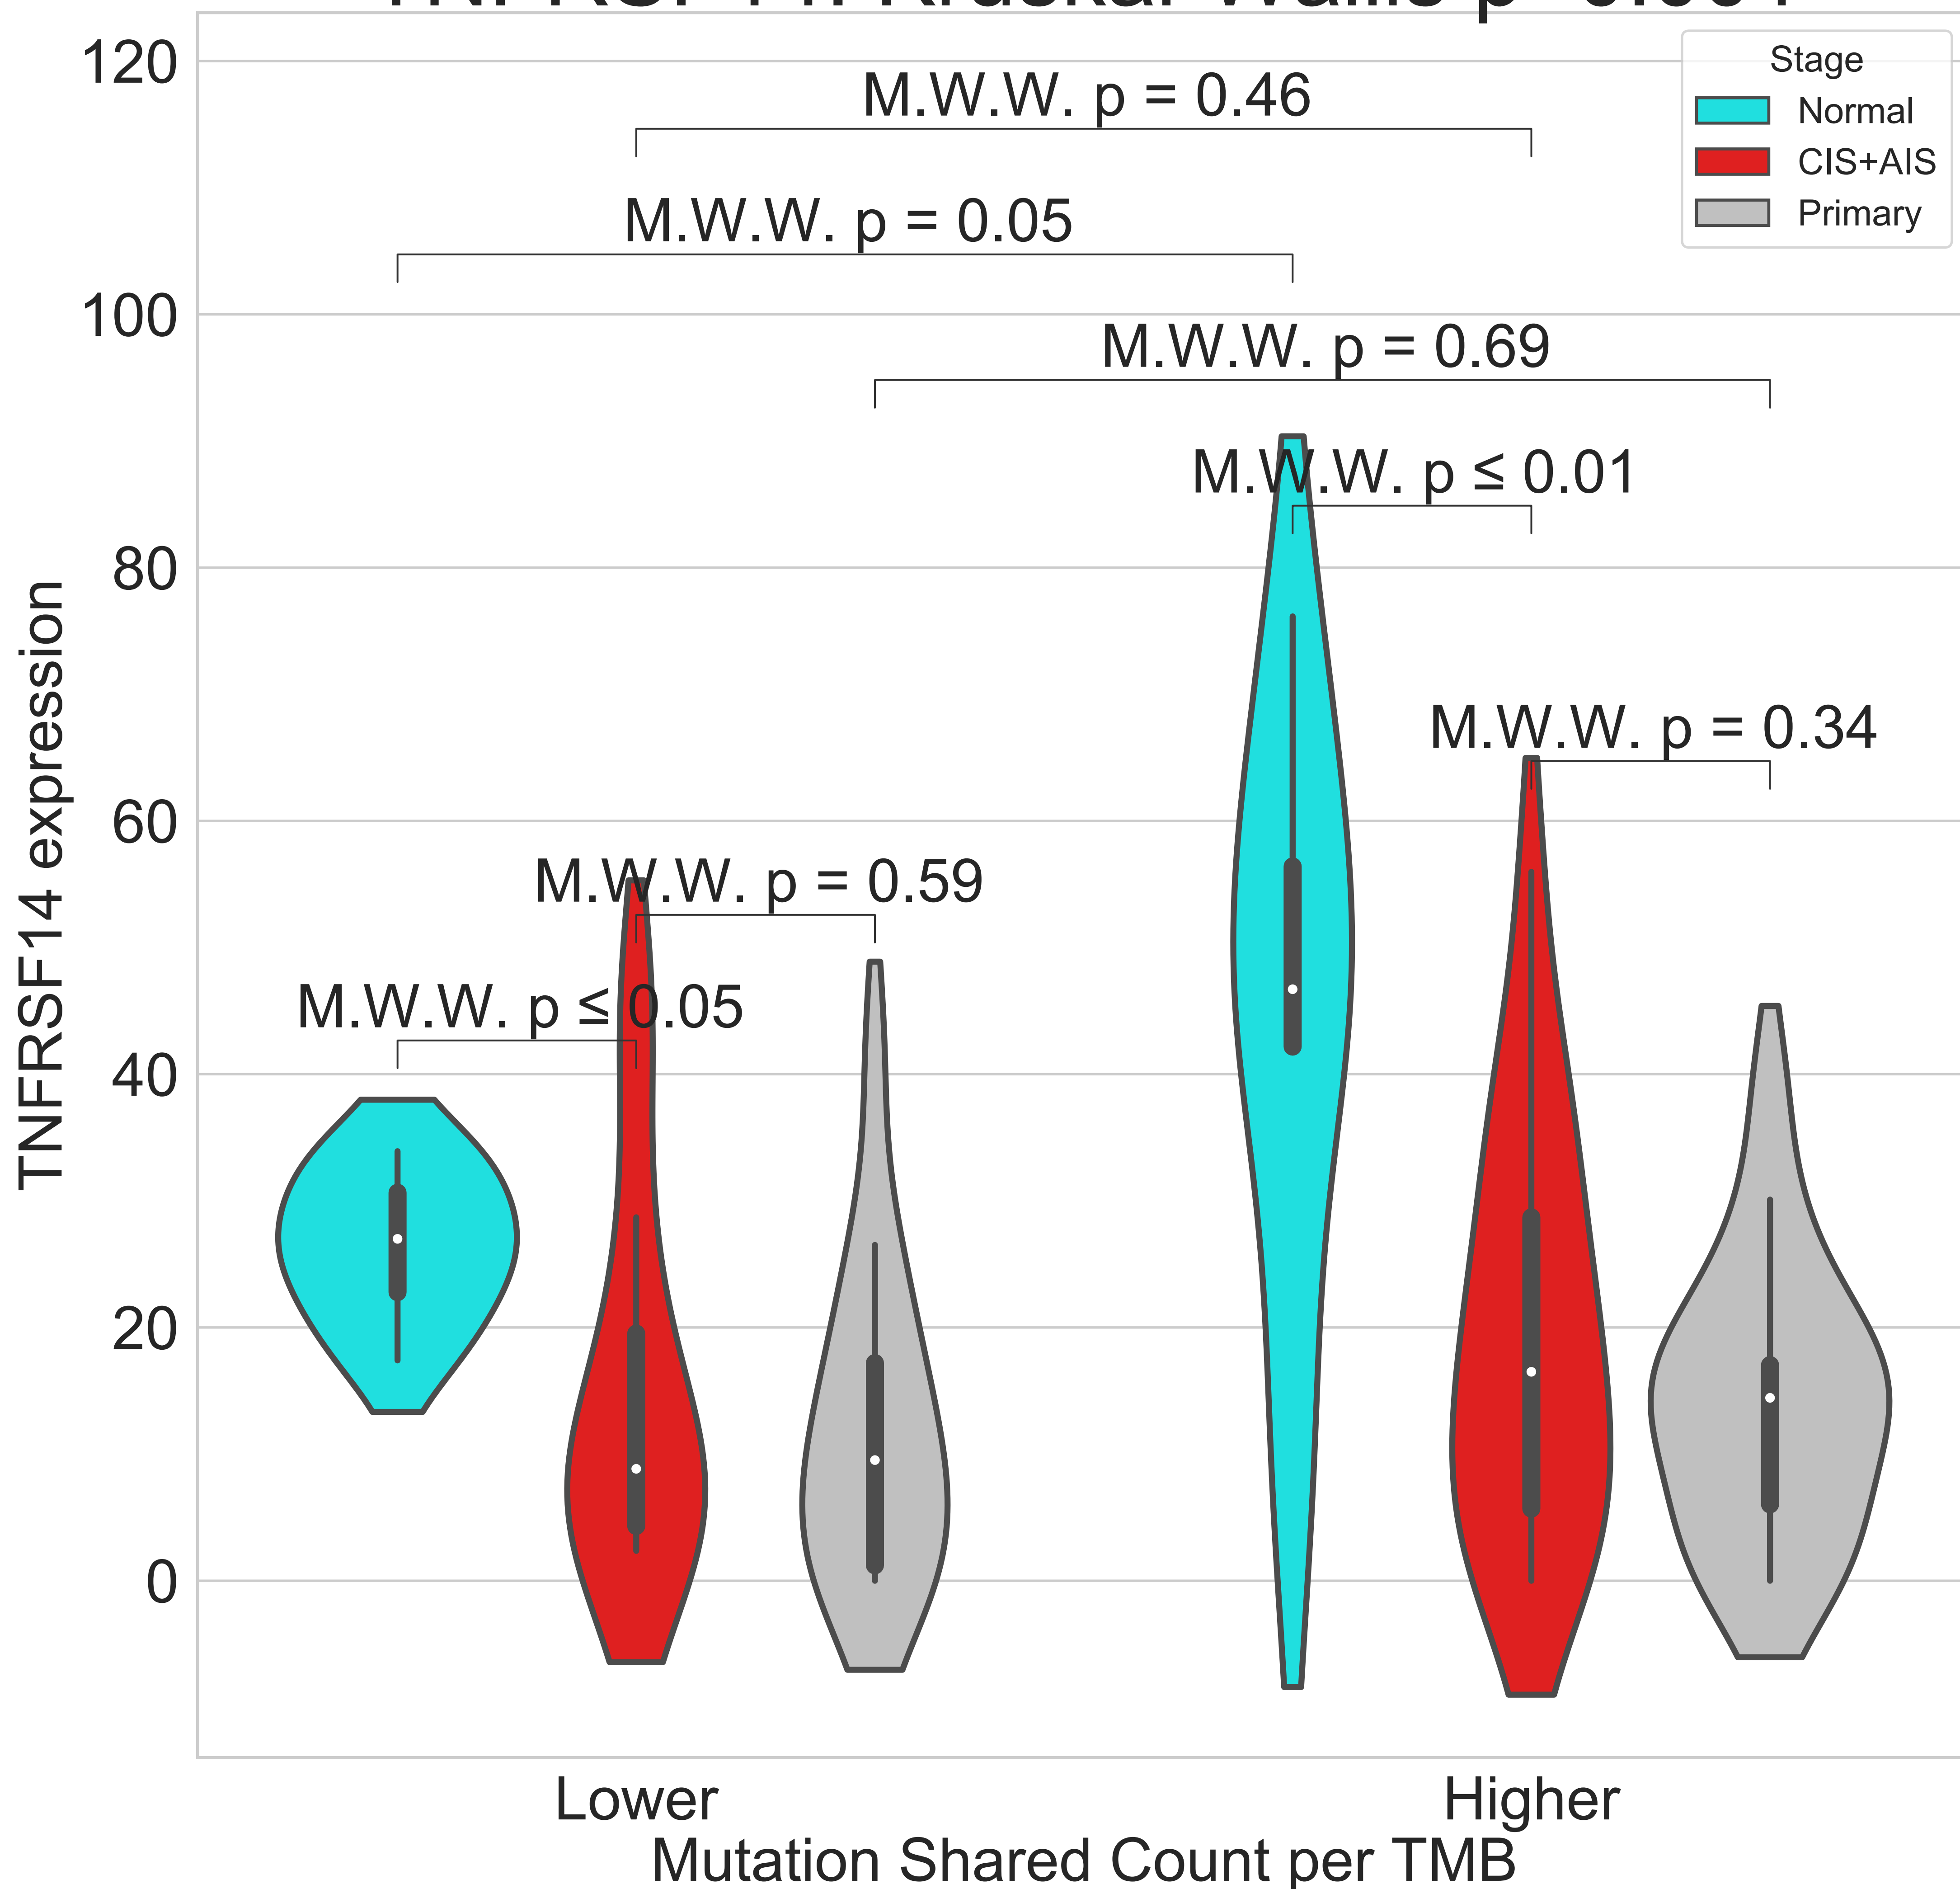 120
M.W.W. p = 0.46
Stage
Normal
CIS+AIS
Primary
M.W.W. p = 0.05
100
M.W.W. p = 0.69
M.W.W. p ≤ 0.01
80
M.W.W. p = 0.34
60
M.W.W. p = 0.59
M.W.W. p ≤ 0.05
40
20
0
TNFRSF14 expression
Lower
Higher
Mutation Shared Count per TMB